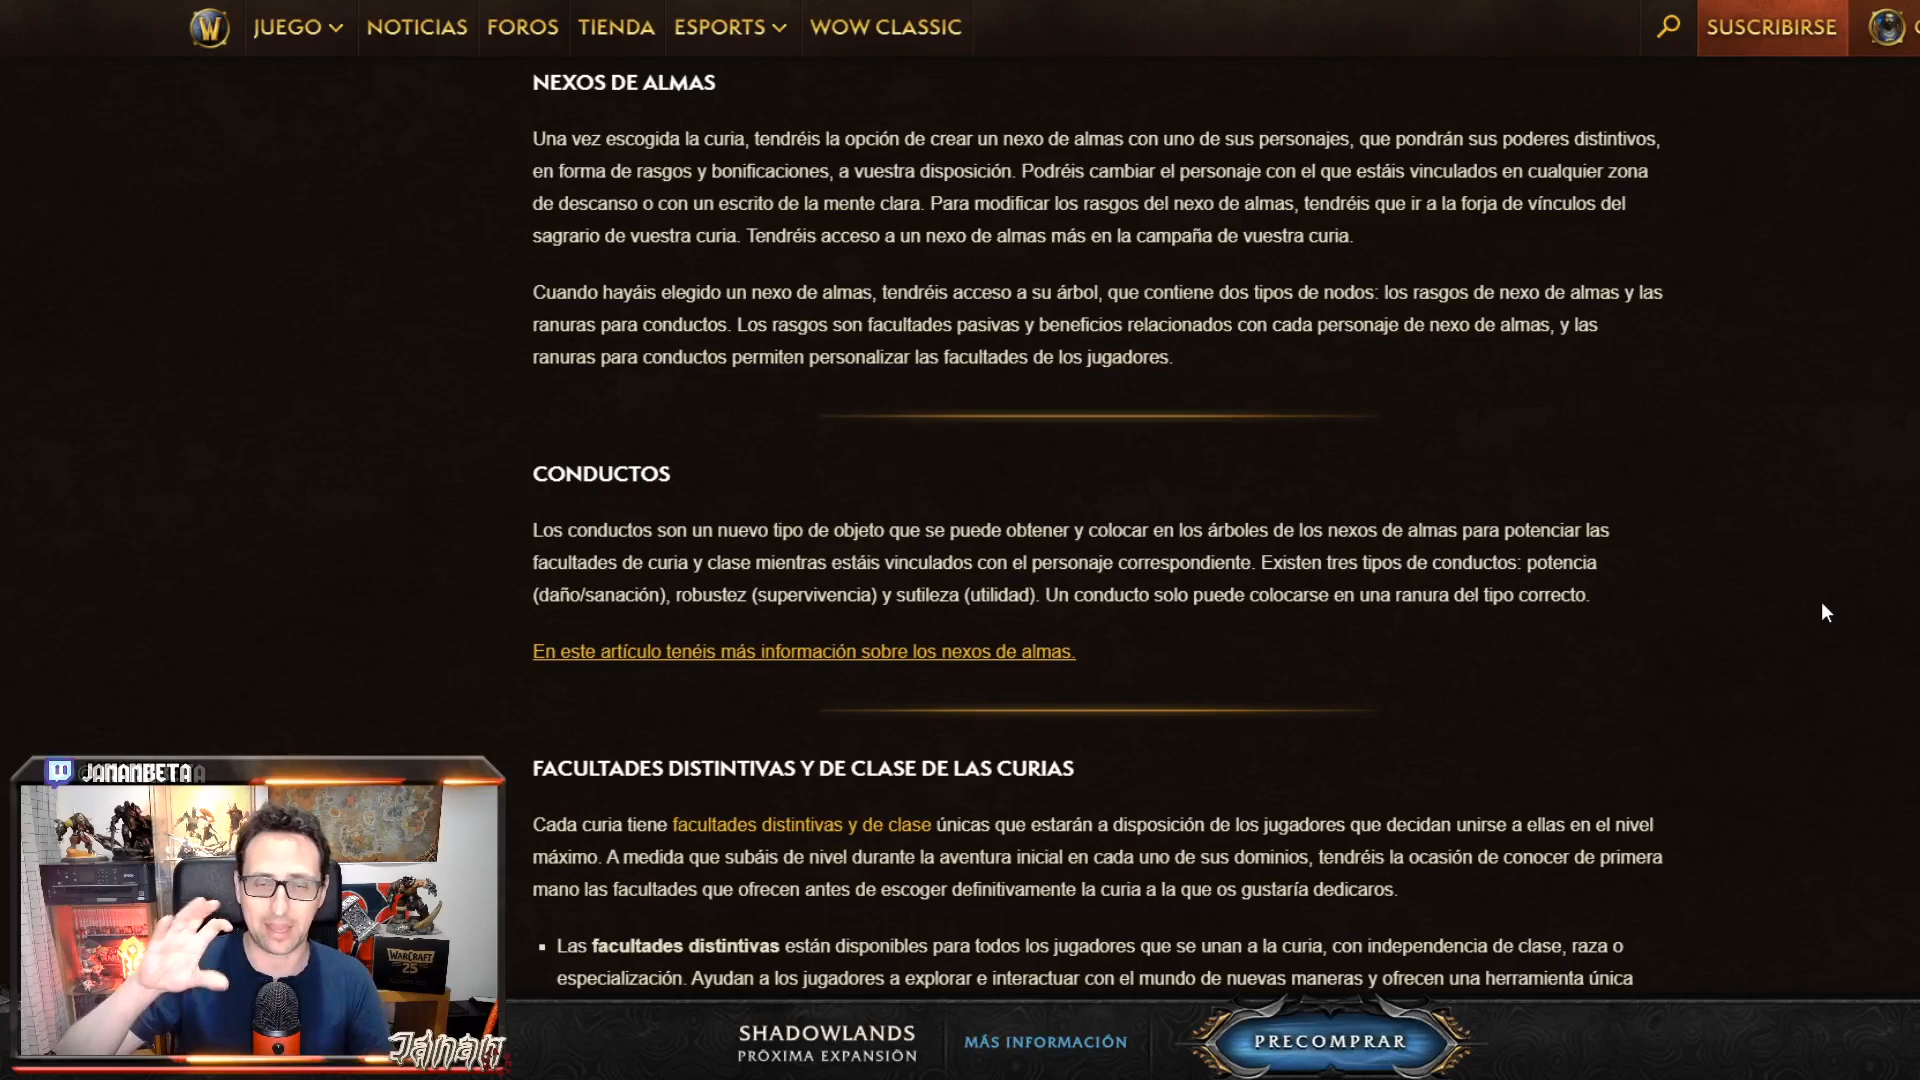 JUEGO
NOTICIAS
FOROS
TIENDA
ESPORTS
WOW CLASSIC
SUSCRIBIRSE
NEXOS DE ALMAS
Una vez escogida la curia, tendréis la opción de crear un nexo de almas con uno de sus personajes, que pondrán sus poderes distintivos,
en forma de rasgos y bonificaciones, a vuestra disposición. Podréis cambiar el personaje con el que estáis vinculados en cualquier zona
de descanso o con un escrito de la mente clara. Para modificar los rasgos del nexo de almas, tendréis que ir a la forja de vínculos del
sagrario de vuestra curia. Tendréis acceso a un nexo de almas más en la campaña de vuestra curia.
Cuando hayáis elegido un nexo de almas, tendréis acceso a su árbol, que contiene dos tipos de nodos: los rasgos de nexo de almas y las
ranuras para conductos. Los rasgos son facultades pasivas y beneficios relacionados con cada personaje de nexo de almas, y las
ranuras para conductos permiten personalizar las facultades de los jugadores.
CONDUCTOS
Los conductos son un nuevo tipo de objeto que se puede obtener y colocar en los árboles de los nexos de almas para potenciar las
facultades de curia y clase mientras estáis vinculados con el personaje correspondiente. Existen tres tipos de conductos: potencia
(daño/sanación), robustez (supervivencia) y sutileza (utilidad). Un conducto solo puede colocarse en una ranura del tipo correcto.
En este artículo tenéis más información sobre los nexos de almas.
FACULTADES DISTINTIVAS Y DE CLASE DE LAS CURIAS
Cada curia tiene facultades distintivas y de clase únicas que estarán a disposición de los jugadores que decidan unirse a ellas en el nivel
máximo. A medida que subáis de nivel durante la aventura inicial en cada uno de sus dominios, tendréis la ocasión de conocer de primera
mano las facultades que ofrecen antes de escoger definitivamente la curia a la que os gustaría dedicaros.
▪ Las facultades distintivas están disponibles para todos los jugadores que se unan a la curia, con independencia de clase, raza o
especialización. Ayudan a los jugadores a explorar e interactuar con el mundo de nuevas maneras y ofrecen una herramienta única
JANAMBETA
WARCRAFT
25
Janam
SHADOWLANDS
PRÓXIMA EXPANSIÓN
MÁS INFORMACIÓN
PRECOMPRAR